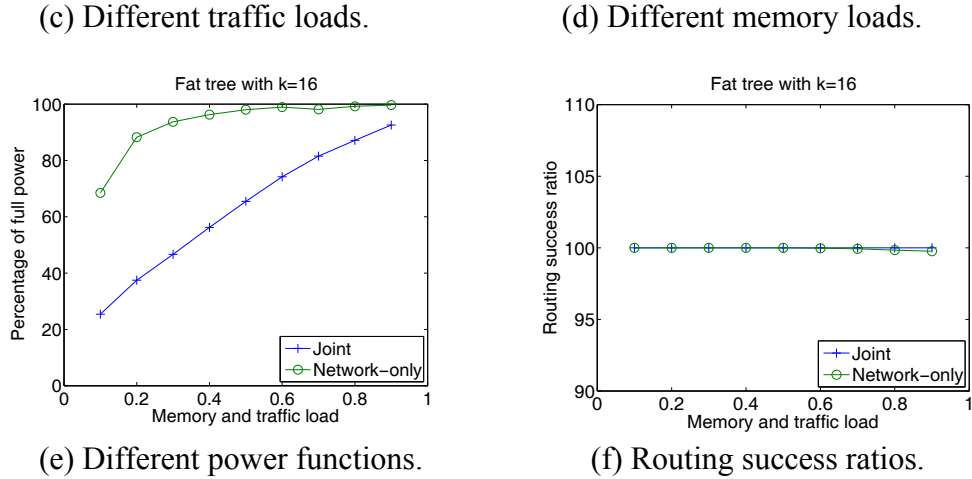 (c) Different traffic loads.
(d) Different memory loads.
Fat tree with k=16
100
80
60
40
20
0
Percentage of full power
0
0.2
0.4
0.6
0.8
1
Memory and traffic load
Joint
Network-only
(e) Different power functions.
Fat tree with k=16
110
105
100
95
90
Routing success ratio
0
0.2
0.4
0.6
0.8
1
Memory and traffic load
Joint
Network-only
(f) Routing success ratios.